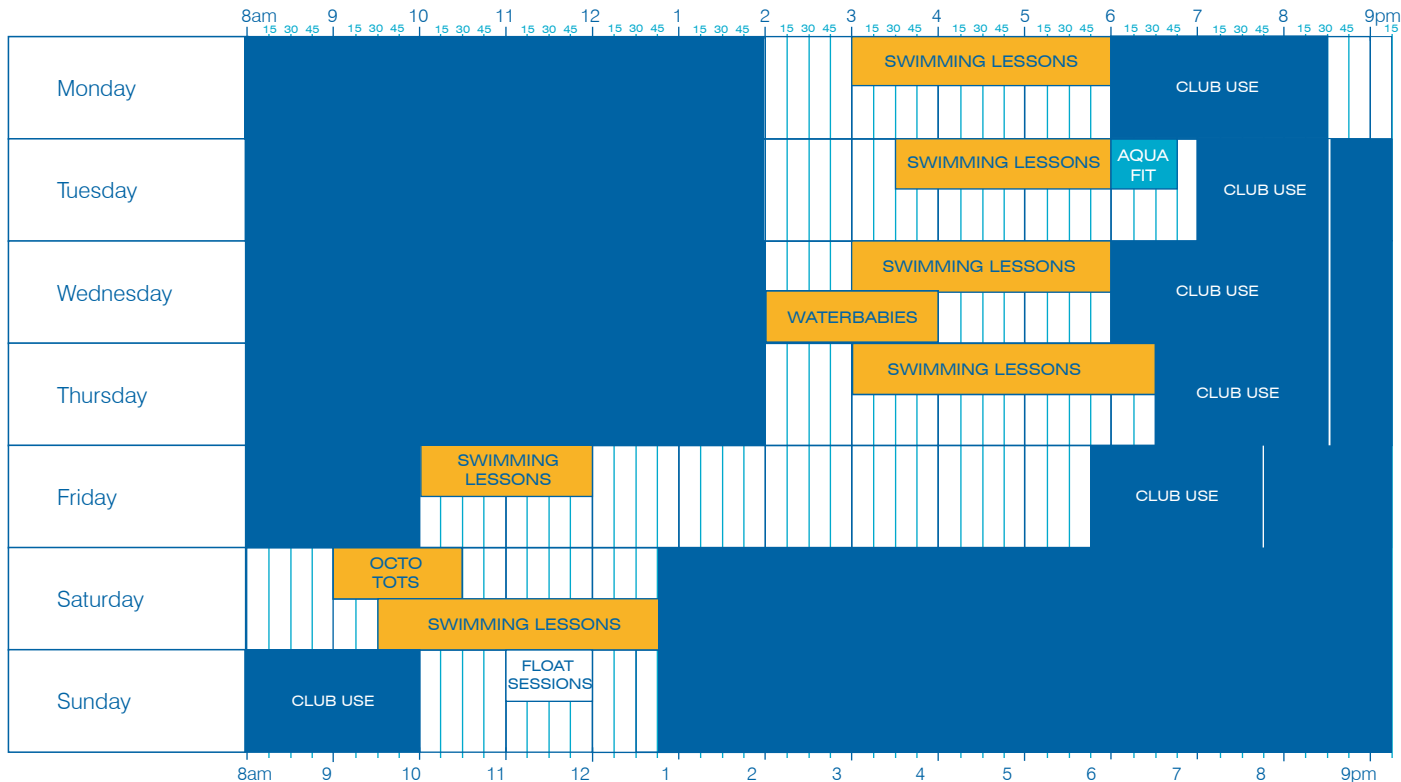 8am 9 10 11 12 1 2 3 4 5 6 7 8 9pm
15 30 45 15 30 45 15 30 45 15 30 45 15 30 45 15 30 45 15 30 45 15 30 45 15 30 45 15 30 45 15 30 45 15 30 45 15 30 45 15
Monday
SWIMMING LESSONS
CLUB USE
Tuesday
SWIMMING LESSONS
AQUA
FIT
CLUB USE
Wednesday
SWIMMING LESSONS
WATERBABIES
CLUB USE
Thursday
SWIMMING LESSONS
CLUB USE
Friday
SWIMMING
LESSONS
CLUB USE
Saturday
OCTO
TOTS
SWIMMING LESSONS
Sunday
CLUB USE
FLOAT
SESSIONS
8am 9 10 11 12 1 2 3 4 5 6 7 8 9pm